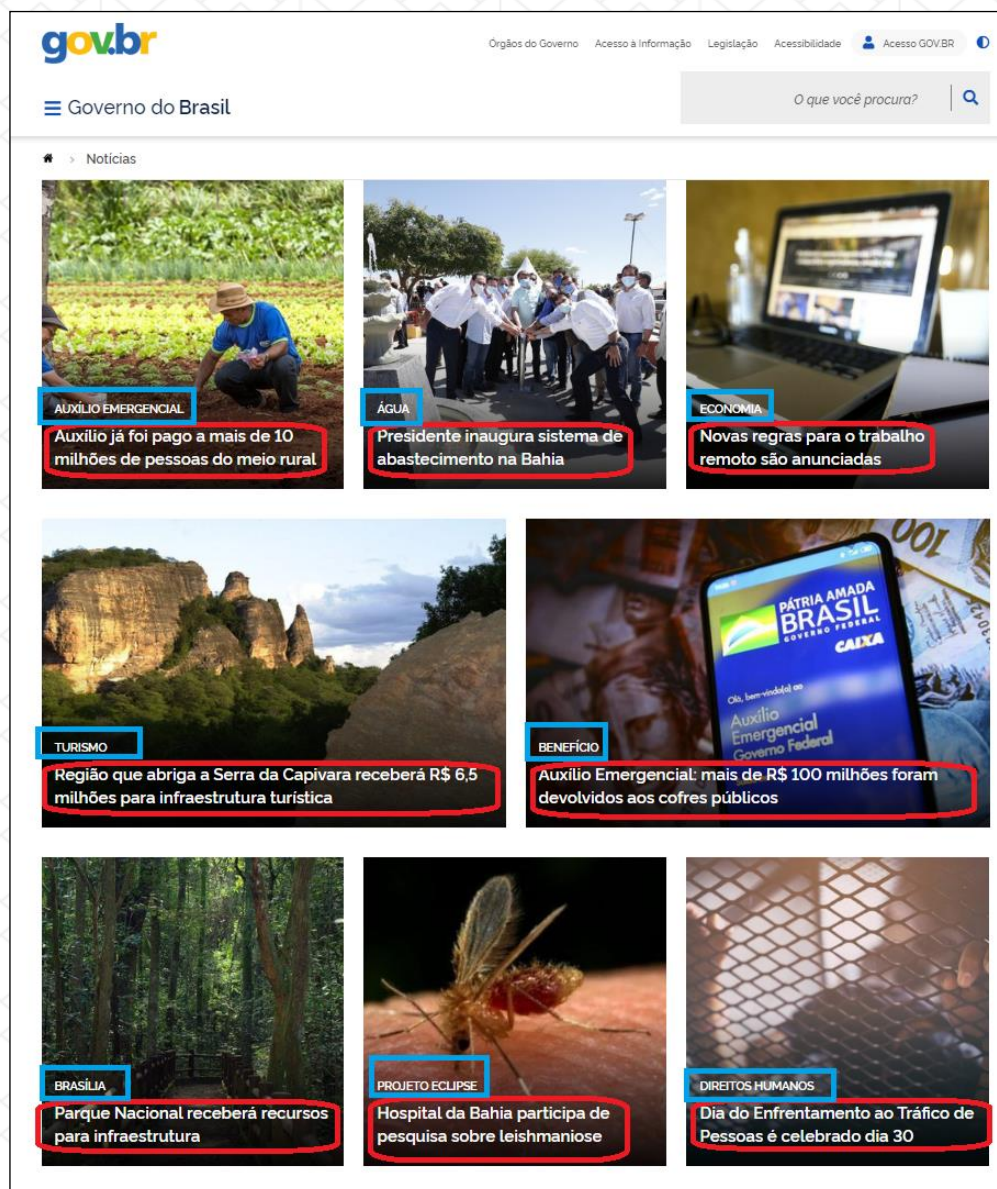 gov.br
Órgãos do Governo Acesso à Informação Legislação Acessibilidade Acesso GOV.BR
Governo do Brasil
O que você procura?
Notícias
AUXÍLIO EMERGENCIAL
Auxílio já foi pago a mais de 10
milhões de pessoas do meio rural
ÁGUA
Presidente inaugura sistema de
abastecimento na Bahia
ECONOMIA
Novas regras para o trabalho
remoto são anunciadas
TURISMO
Região que abriga a Serra da Capivara receberá R$ 6,5
milhões para infraestrutura turística
100
PÁTRIA AMADA
BRASIL
GOVERNO FEDERAL
CAIXA
Olá, bem-vindo(a) ao
Auxílio
Emergencial
Governo Federal
BENEFÍCIO
Auxílio Emergencial: mais de R$ 100 milhões foram
devolvidos aos cofres públicos
BRASÍLIA
Parque Nacional receberá recursos
para infraestrutura
PROJETO ECLIPSE
Hospital da Bahia participa de
pesquisa sobre leishmaniose
DIREITOS HUMANOS
Dia do Enfrentamento ao Tráfico de
Pessoas é celebrado dia 30